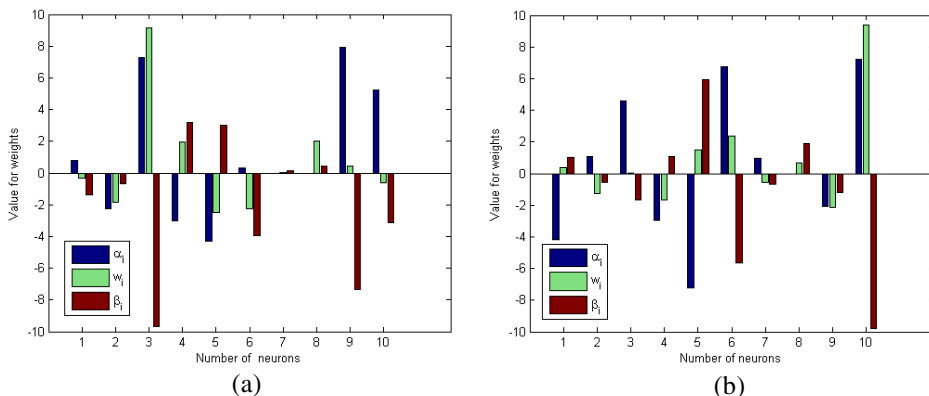 10
8
6
4
2
0
-2
-4
-6
-8
-10
Value for weights
α_i
w_i
β_i
1 2 3 4 5 6 7 8 9 10
Number of neurons
(a)
10
8
6
4
2
0
-2
-4
-6
-8
-10
Value for weights
α_i
w_i
β_i
1 2 3 4 5 6 7 8 9 10
Number of neurons
(b)